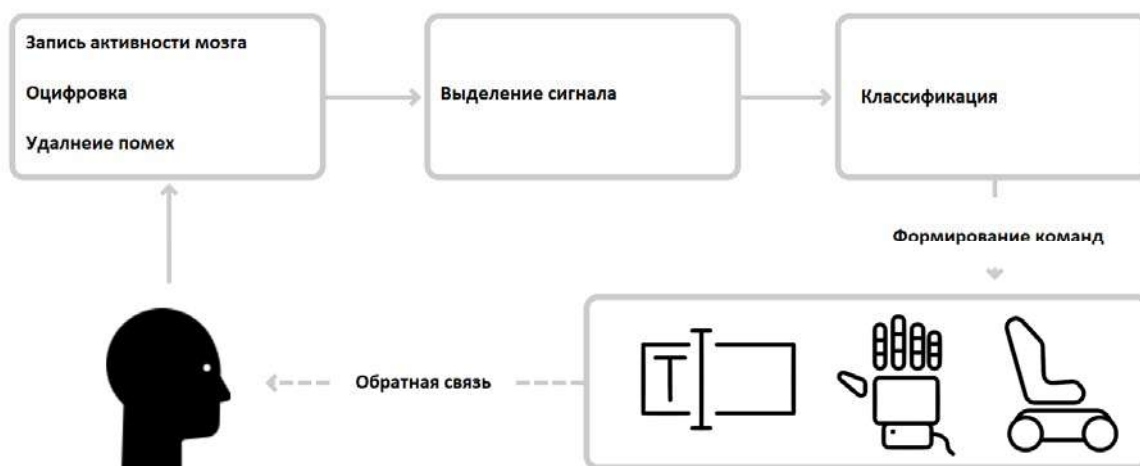 Запись активности мозга
Оцифровка
Удалнеие помех
Выделение сигнала
Классификация
Формирование команд
Обратная связь
T